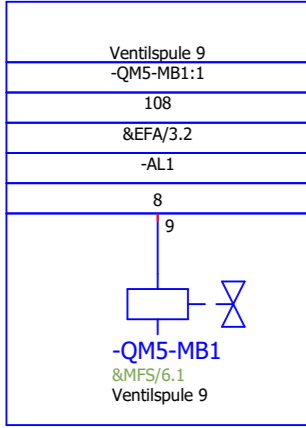 Ventilspule 9
-QM5-MB1:1
108
&EFA/3.2
-AL1
8
9
-QM5-MB1
&MFS/6.1
Ventilspule 9